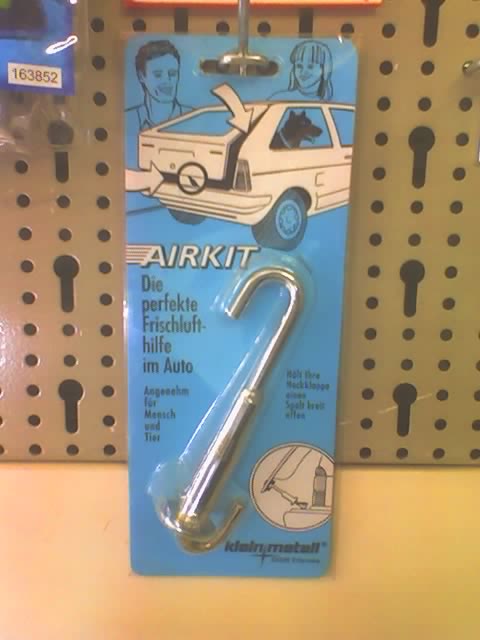 163852
AIRKIT
Die
perfekte
Frischluft-
hilfe
im Auto
Angenehm
für
Mensch
und
Tier
Hält Ihre
Heckklappe
einen
Spalt breit
offen
kleinmetall®